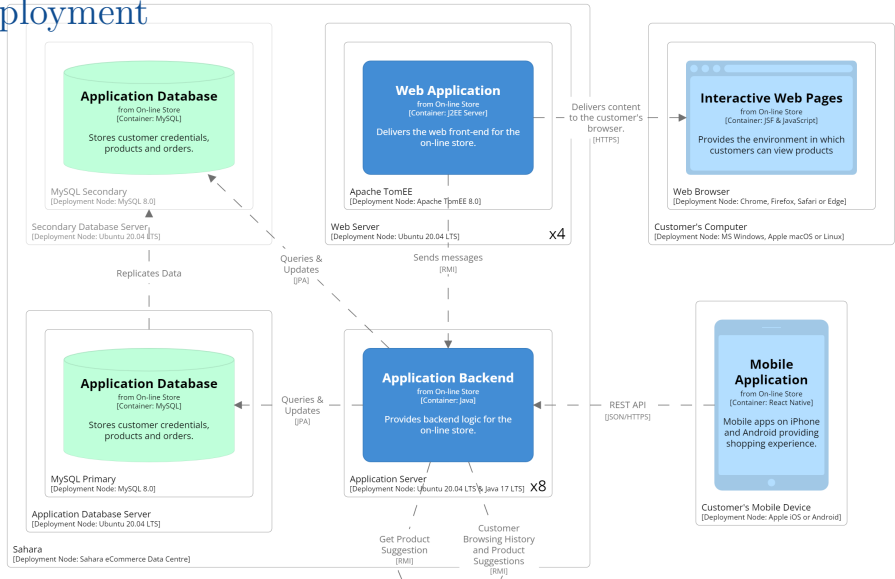 ployment
Application Database
from On-line Store
[Container: MySQL]
Stores customer credentials,
products and orders.
MySQL Secondary
[Deployment Node: MySQL 8.0]
Secondary Database Server
[Deployment Node: Ubuntu 20.04 LTS]
Web Application
from On-line Store
[Container: J2EE Server]
Delivers the web front-end for the
on-line store.
Apache TomEE
[Deployment Node: Apache TomEE 8.0]
Web Server
[Deployment Node: Ubuntu 20.04 LTS]
x4
Delivers content
to the customer's
browser.
[HTTPS]
Interactive Web Pages
from On-line Store
[Container: JSF & JavaScript]
Provides the environment in which
customers can view products
Web Browser
[Deployment Node: Chrome, Firefox, Safari or Edge]
Customer's Computer
[Deployment Node: MS Windows, Apple macOS or Linux]
Replicates Data
Queries &
Updates
[JPA]
Sends messages
[RMI]
Application Database
from On-line Store
[Container: MySQL]
Stores customer credentials,
products and orders.
MySQL Primary
[Deployment Node: MySQL 8.0]
Application Database Server
[Deployment Node: Ubuntu 20.04 LTS]
Queries &
Updates
[JPA]
Application Backend
from On-line Store
[Container: Java]
Provides backend logic for the
on-line store.
Application Server
[Deployment Node: Ubuntu 20.04 LTS & Java 17 LTS]
x8
REST API
[JSON/HTTPS]
Mobile
Application
from On-line Store
[Container: React Native]
Mobile apps on iPhone
and Android providing
shopping experience.
Customer's Mobile Device
[Deployment Node: Apple iOS or Android]
Get Product
Suggestion
[RMI]
Customer
Browsing History
and Product
Suggestions
[RMI]
Sahara
[Deployment Node: Sahara eCommerce Data Centre]